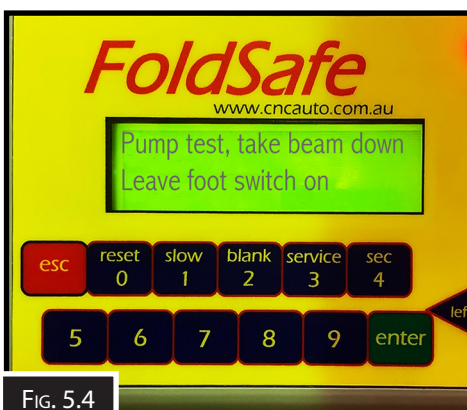 FoldSafe
www.cncauto.com.au
Pump test, take beam down
Leave foot switch on
esc
reset slow blank service sec
0 1 2 3 4
5 6 7 8 9 enter
left
FIG. 5.4